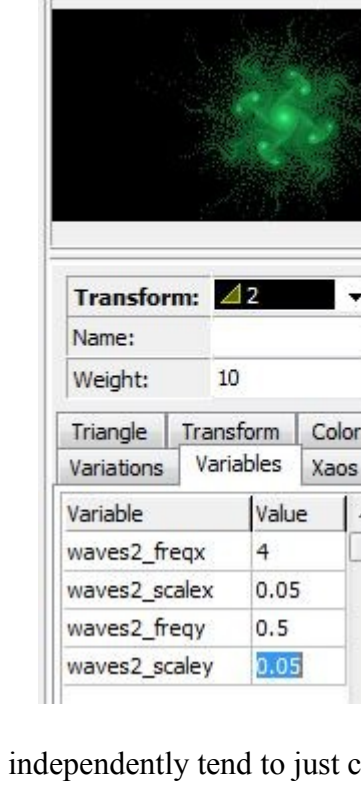 Transform: 2
Name:
Weight: 10
Triangle Transform Color
Variations Variables Xaos
Variable Value
waves2_freqx 4
waves2_scalex 0.05
waves2_freqy 0.5
waves2_scaley 0.05
independently tend to just c